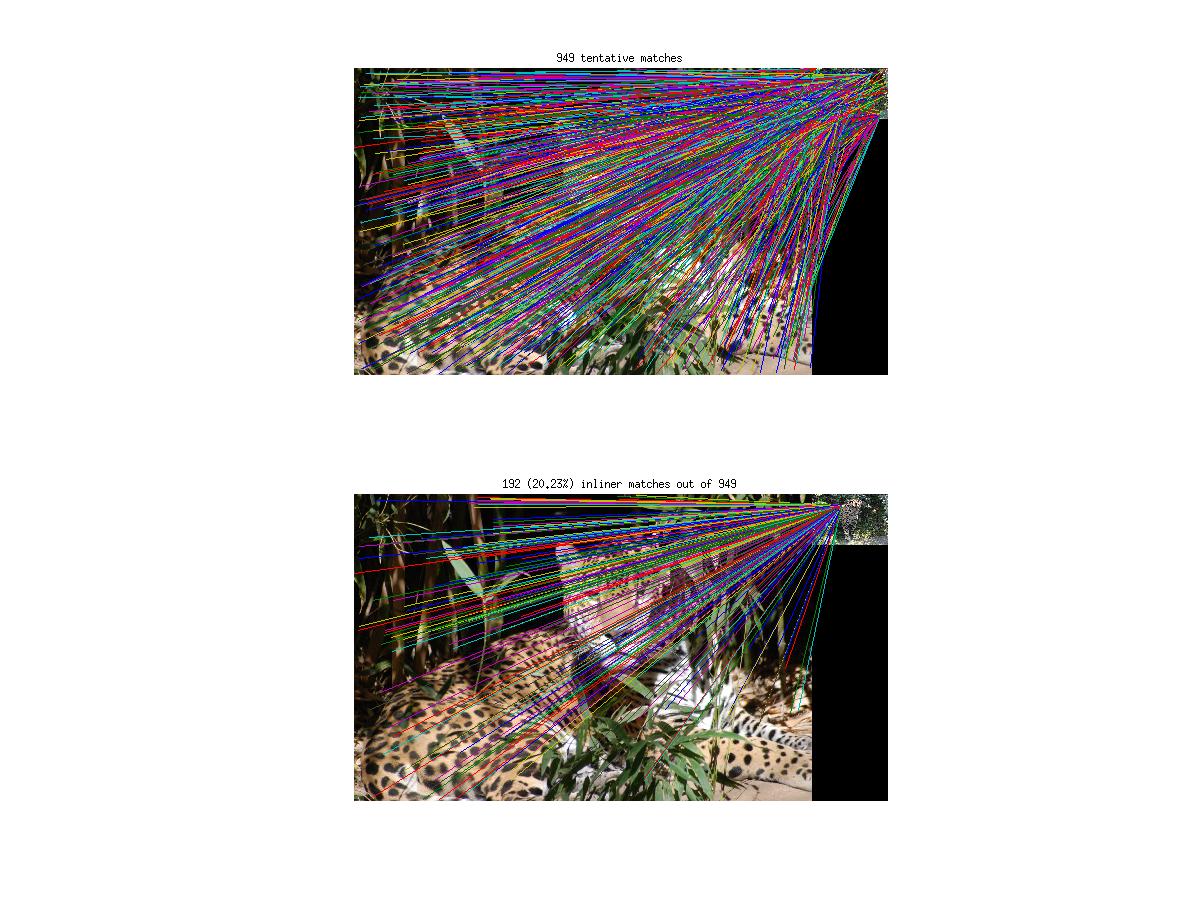 949 tentative matches
192 (20.23%) inliner matches out of 949